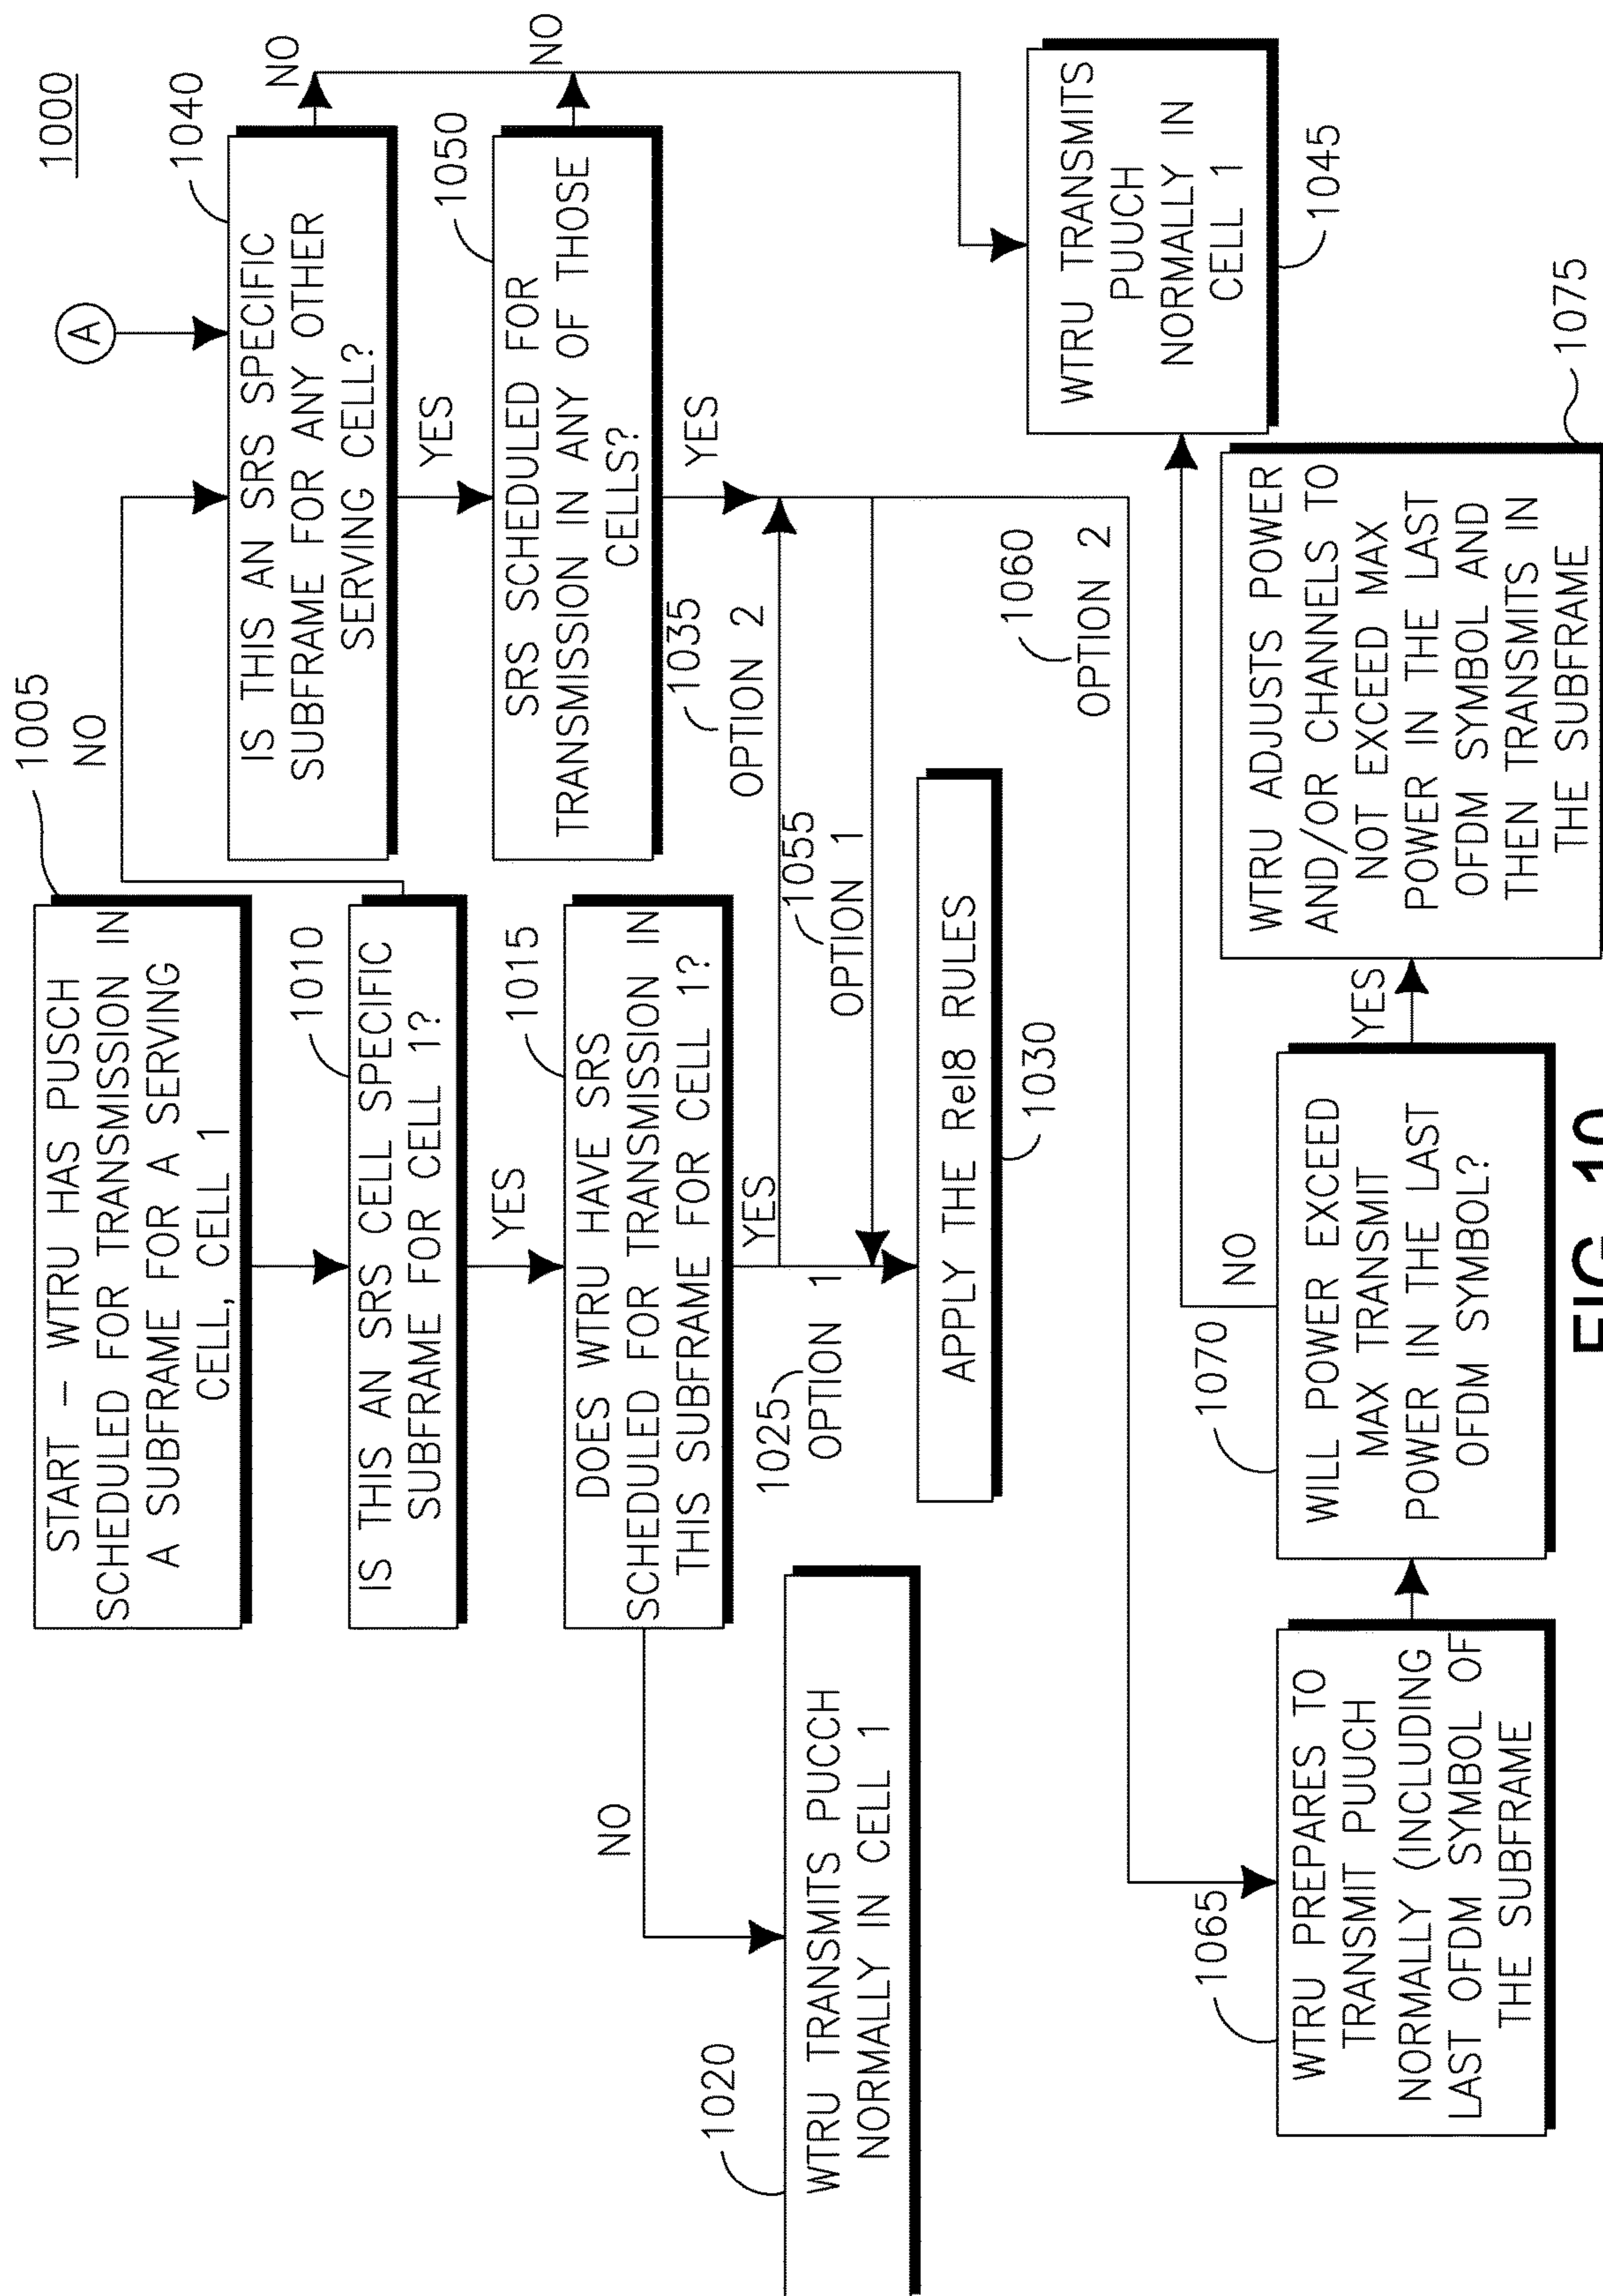 1000
START – WTRU HAS PUSCH
SCHEDULED FOR TRANSMISSION IN
A SUBFRAME FOR A SERVING
CELL, CELL 1
1005
NO
IS THIS AN SRS CELL SPECIFIC
SUBFRAME FOR CELL 1?
1010
YES
DOES WTRU HAVE SRS
SCHEDULED FOR TRANSMISSION IN
THIS SUBFRAME FOR CELL 1?
1015
NO
YES
1020
WTRU TRANSMITS PUCCH
NORMALLY IN CELL 1
1025
OPTION 1
APPLY THE Rel8 RULES
1030
1035
OPTION 2
A
IS THIS AN SRS SPECIFIC
SUBFRAME FOR ANY OTHER
SERVING CELL?
1040
NO
YES
SRS SCHEDULED FOR
TRANSMISSION IN ANY OF THOSE
CELLS?
1050
NO
YES
1055
OPTION 1
1060
OPTION 2
WTRU TRANSMITS
PUUCH
NORMALLY IN
CELL 1
1045
1065
WTRU PREPARES TO
TRANSMIT PUUCH
NORMALLY (INCLUDING
LAST OFDM SYMBOL OF
THE SUBFRAME
1070
WILL POWER EXCEED
MAX TRANSMIT
POWER IN THE LAST
OFDM SYMBOL?
NO
YES
WTRU ADJUSTS POWER
AND/OR CHANNELS TO
NOT EXCEED MAX
POWER IN THE LAST
OFDM SYMBOL AND
THEN TRANSMITS IN
THE SUBFRAME
1075
FIG. 10